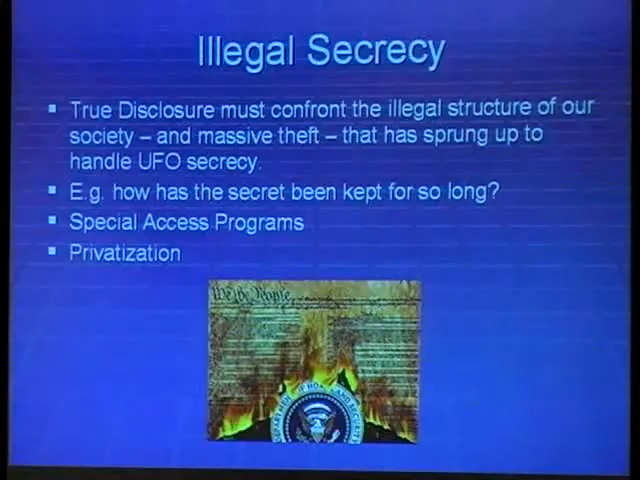 Illegal Secrecy
True Disclosure must confront the illegal structure of our
society – and massive theft – that has sprung up to
handle UFO secrecy.
E.g. how has the secret been kept for so long?
Special Access Programs
Privatization
We the People